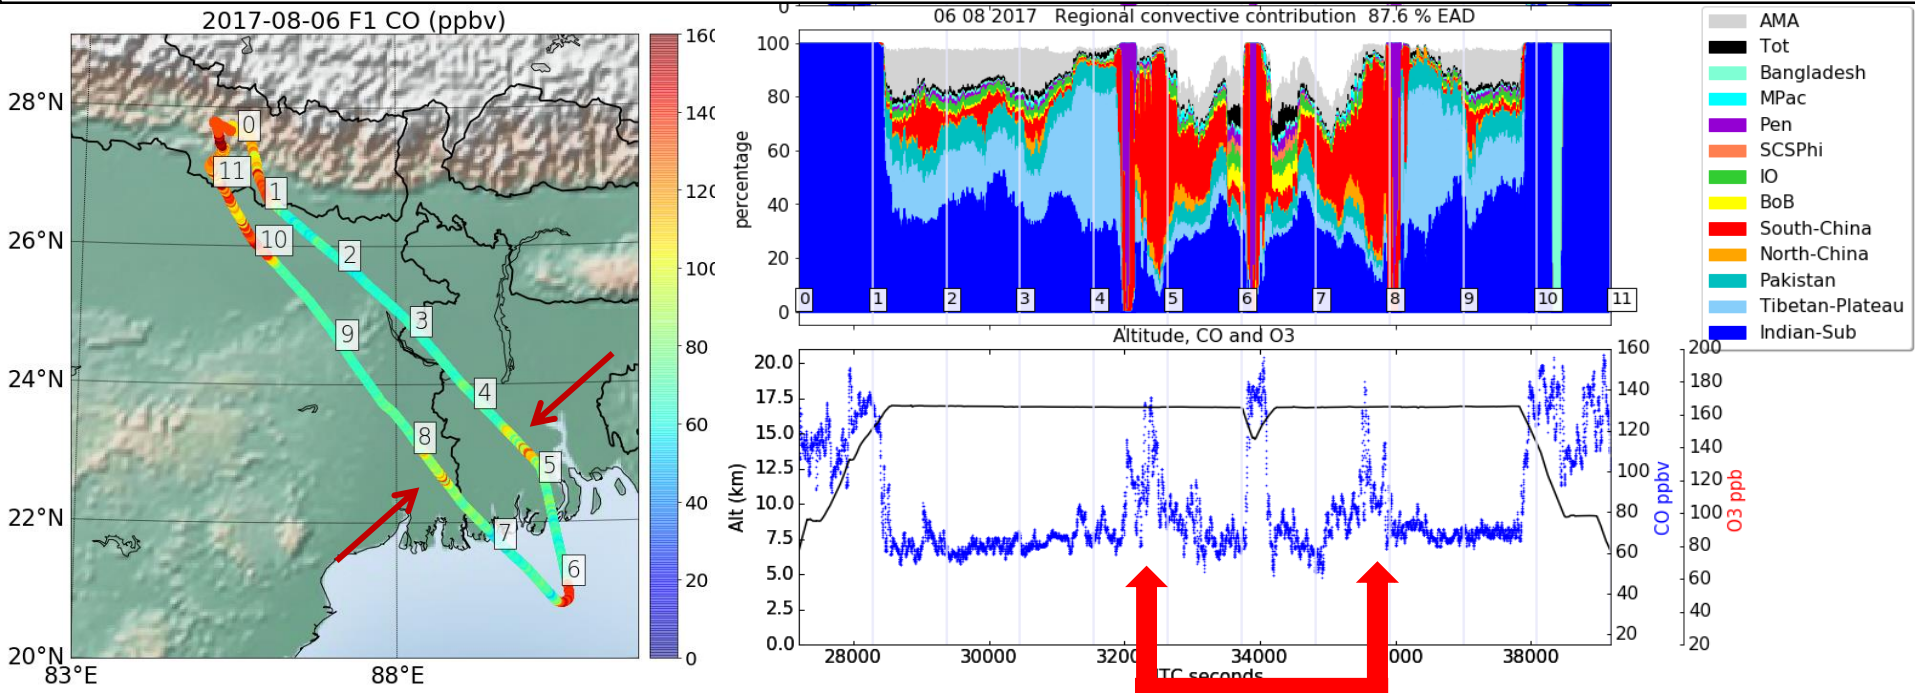 2017-08-06 F1 CO (ppbv)
28°N
26°N
24°N
22°N
20°N
83°E
88°E
0
1
2
3
4
5
6
7
8
9
10
11
160
140
120
100
80
60
40
20
0
0
06 08 2017 Regional convective contribution 87.6 % EAD
percentage
100
80
60
40
20
0
0 1 2 3 4 5 6 7 8 9 10 11
Altitude, CO and O3
Alt (km)
20.0
17.5
15.0
12.5
10.0
7.5
5.0
2.5
0.0
28000 30000 34000 38000
TC seconds
160
140
120
100
80
60
40
20
CO ppbv
200
180
160
140
120
100
80
60
40
20
O3 ppb
AMA
Tot
Bangladesh
MPac
Pen
SCSPhi
IO
BoB
South-China
North-China
Pakistan
Tibetan-Plateau
Indian-Sub